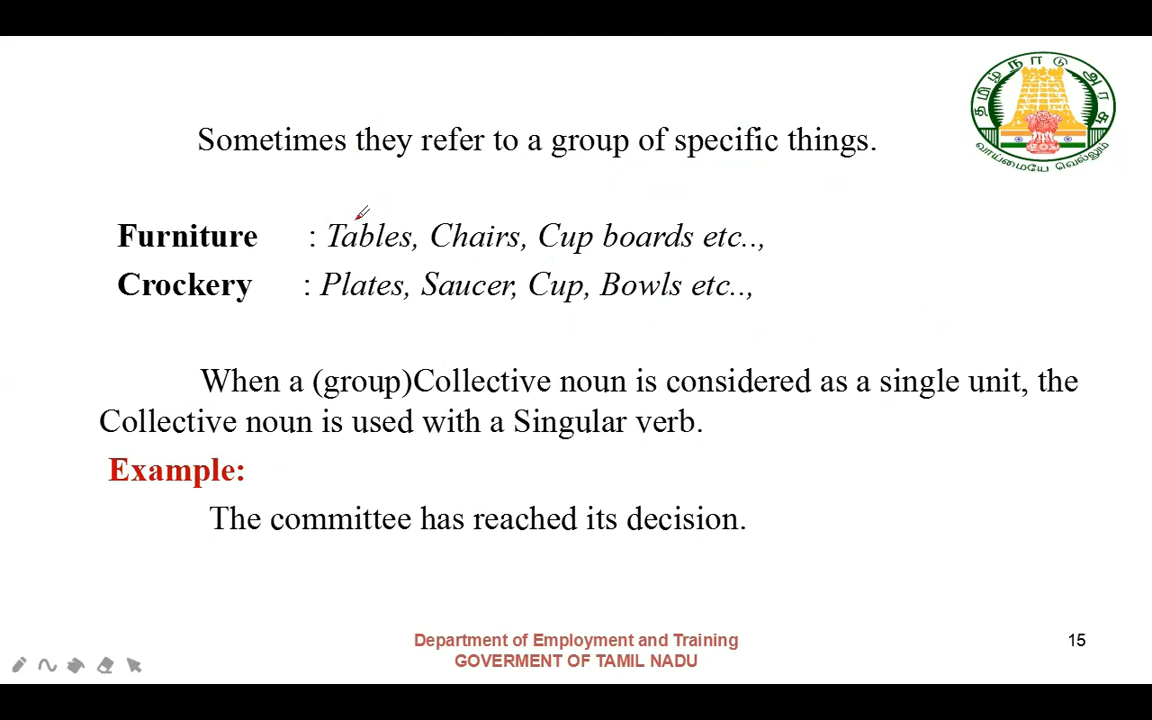 தமிழ்நாடு அரசு
வாய்மையே வெல்லும்
Sometimes they refer to a group of specific things.
Furniture : Tables, Chairs, Cup boards etc..,
Crockery : Plates, Saucer, Cup, Bowls etc..,
When a (group)Collective noun is considered as a single unit, the
Collective noun is used with a Singular verb.
Example:
The committee has reached its decision.
Department of Employment and Training
GOVERMENT OF TAMIL NADU
15